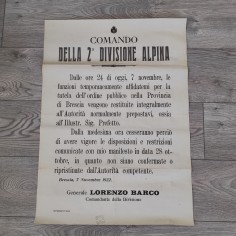 COMANDO
DELLA 2ª DIVISIONE ALPINA
Dalle ore 24 di oggi, 7 novembre, le
funzioni temporaneamente affidatemi per la
tutela dell'ordine pubblico nella Provincia
di Brescia vengono restituite integralmente
all'Autorità normalmente prepostavi, essia
all'Illustr. Sig. Prefetto.
Dalla medesima ora cesseranno perciò
di aver vigore le disposizioni e restrizioni
comunicate con mio manifesto in data 28 ot-
tobre, in quanto non siano confermate o
ripristinate dall'Autorità competente.
Brescia, 7 Novembre 1922.
Generale LORENZO BARCO
Comandante della Divisione